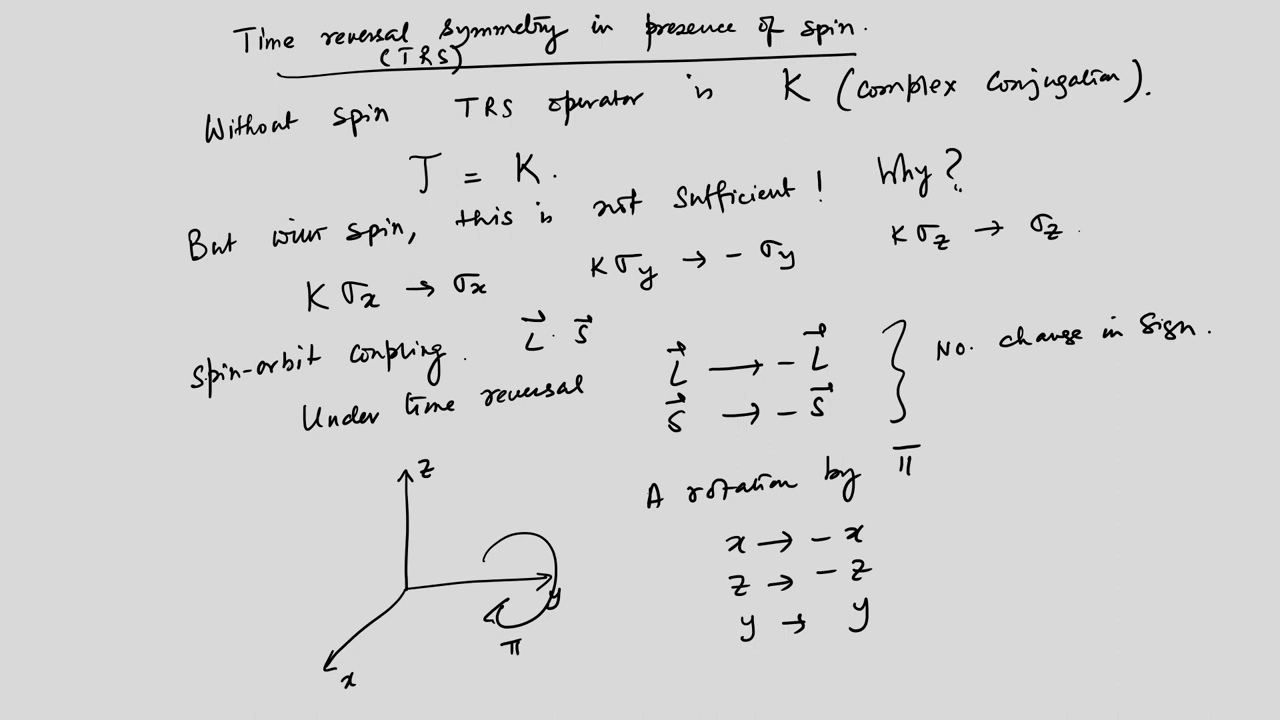 Time reversal symmetry in presence of spin.
(TRS)
Without spin TRS operator is K (complex conjugation).
T = K.
But with spin, this is not sufficient! Why?
K σx → σx K σy → - σy K σz → σz.
Spin-orbit coupling. L⃗ · S⃗
Under time reversal L⃗ → - L⃗
S⃗ → - S⃗
No. change in sign.
A rotation by π
x → - x
z → - z
y → y
z
y
π
x